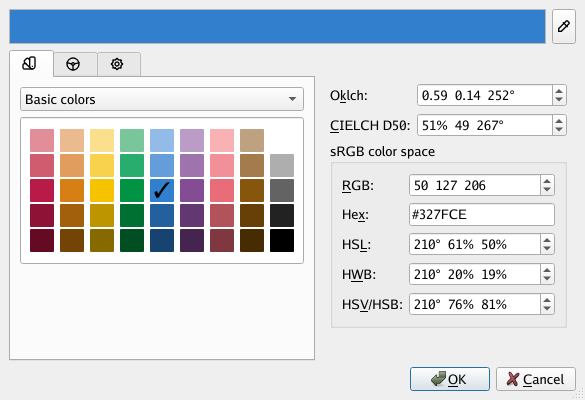 Basic colors
Oklch: 0.59 0.14 252°
CIELCH D50: 51% 49 267°
sRGB color space
RGB: 50 127 206
Hex: #327FCE
HSL: 210° 61% 50%
HWB: 210° 20% 19%
HSV/HSB: 210° 76% 81%
OK Cancel